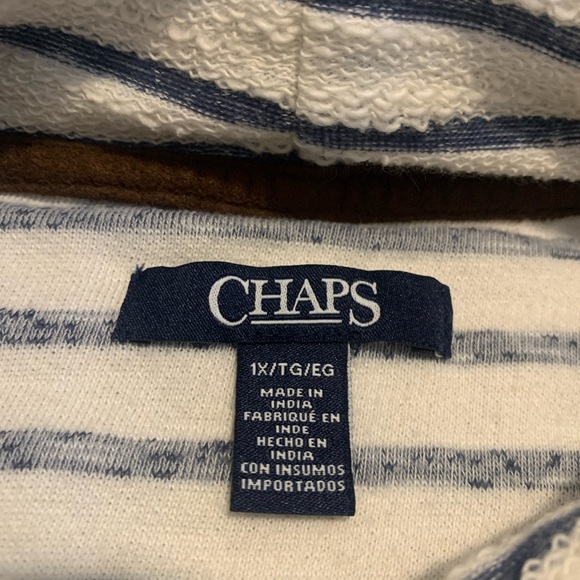 CHAPS
1X/TG/EG
MADE IN
INDIA
FABRIQUÉ EN
INDE
HECHO EN
INDIA
CON INSUMOS
IMPORTADOS